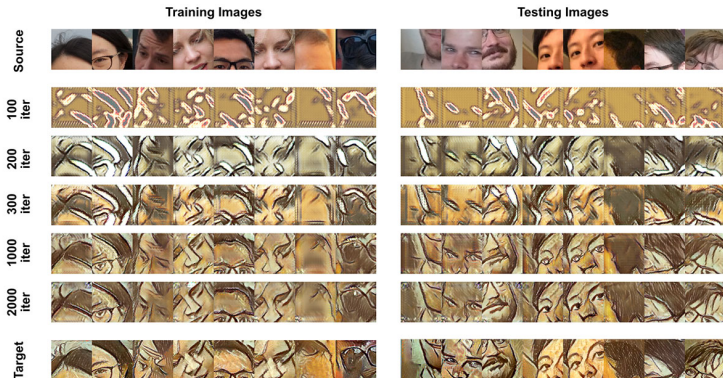 Training Images
Testing Images
Source
100
iter
200
iter
300
iter
1000
iter
2000
iter
Target